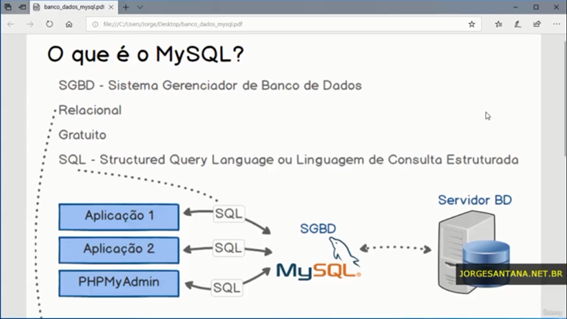 banco_dados_mysql.pdf
file:///C:/Users/Jorge/Desktop/banco_dados_mysql.pdf
O que é o MySQL?
SGBD - Sistema Gerenciador de Banco de Dados
Relacional
Gratuito
SQL - Structured Query Language ou Linguagem de Consulta Estruturada
Servidor BD
Aplicação 1
SQL
SGBD
Aplicação 2
SQL
MySQL®
PHPMyAdmin
SQL
JORGESANTANA.NET.BR
Udemy